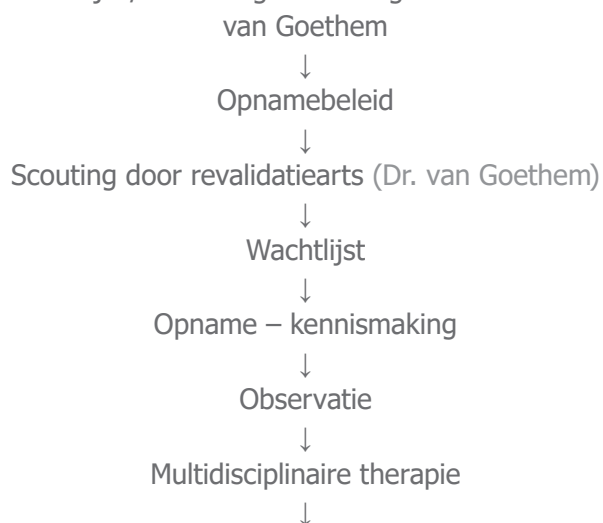 van Goethem
↓
Opnamebeleid
↓
Scouting door revalidatiearts (Dr. van Goethem)
↓
Wachtlijst
↓
Opname – kennismaking
↓
Observatie
↓
Multidisciplinaire therapie
↓